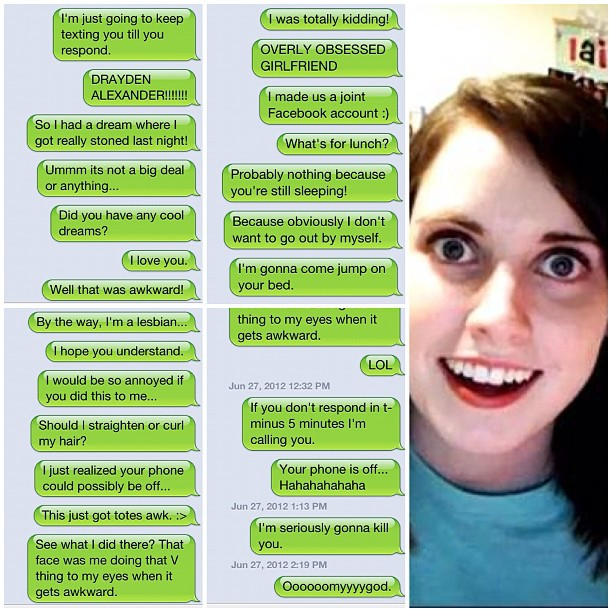 I'm just going to keep
texting you till you
respond.
DRAYDEN
ALEXANDER!!!!!!!
So I had a dream where I
got really stoned last night!
Ummm its not a big deal
or anything...
Did you have any cool
dreams?
I love you.
Well that was awkward!
I was totally kidding!
OVERLY OBSESSED
GIRLFRIEND
I made us a joint
Facebook account :)
What's for lunch?
Probably nothing because
you're still sleeping!
Because obviously I don't
want to go out by myself.
I'm gonna come jump on
your bed.
By the way, I'm a lesbian...
I hope you understand.
I would be so annoyed if
you did this to me...
Should I straighten or curl
my hair?
I just realized your phone
could possibly be off...
This just got totes awk. :>
See what I did there? That
face was me doing that V
thing to my eyes when it
gets awkward.
thing to my eyes when it
gets awkward.
LOL
Jun 27, 2012 12:32 PM
If you don't respond in t-
minus 5 minutes I'm
calling you.
Your phone is off...
Hahahahahaha
Jun 27, 2012 1:13 PM
I'm seriously gonna kill
you.
Jun 27, 2012 2:19 PM
Oooooomyyyygod.